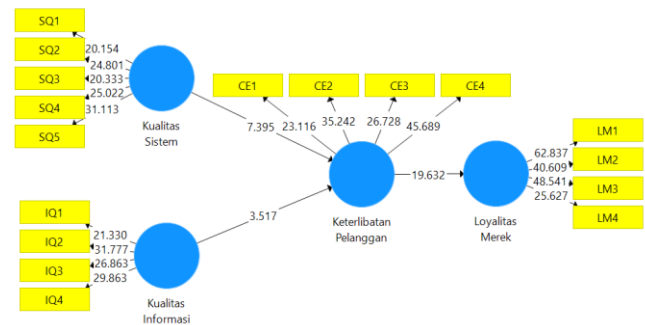 SQ1
SQ2
SQ3
SQ4
SQ5
20.154
24.801
20.333
25.022
31.113
Kualitas
Sistem
CE1
CE2
CE3
CE4
7.395
23.116
35.242
26.728
45.689
Keterlibatan
Pelanggan
19.632
Loyalitas
Merek
62.837
40.609
48.541
25.627
LM1
LM2
LM3
LM4
IQ1
IQ2
IQ3
IQ4
21.330
31.777
26.863
29.863
3.517
Kualitas
Informasi